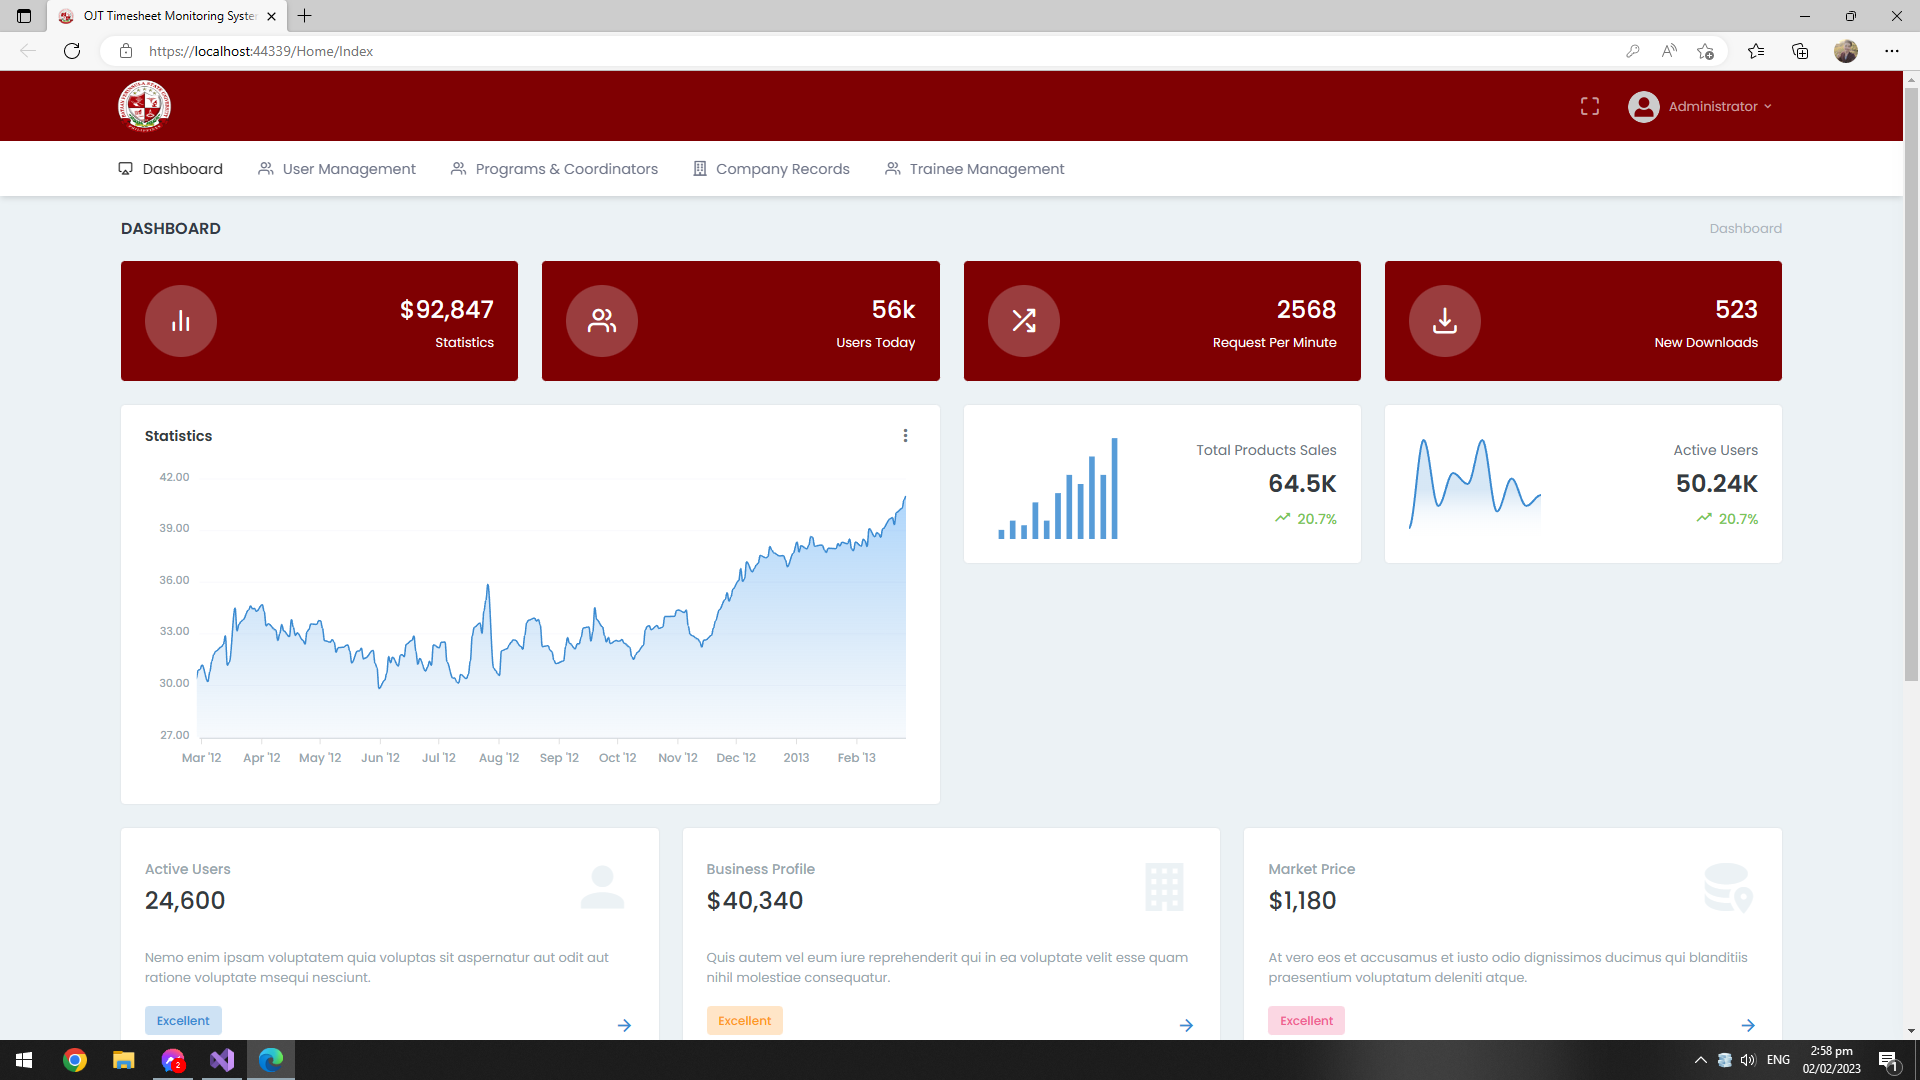 OJT Timesheet Monitoring Syste
https://localhost:44339/Home/Index
Administrator
Dashboard
User Management
Programs & Coordinators
Company Records
Trainee Management
DASHBOARD
Dashboard
$92,847
Statistics
56k
Users Today
2568
Request Per Minute
523
New Downloads
Statistics
42.00
39.00
36.00
33.00
30.00
27.00
Mar '12 Apr '12 May '12 Jun '12 Jul '12 Aug '12 Sep '12 Oct '12 Nov '12 Dec '12 2013 Feb '13
Total Products Sales
64.5K
20.7%
Active Users
50.24K
20.7%
Active Users
24,600
Nemo enim ipsam voluptatem quia voluptas sit aspernatur aut odit aut
ratione voluptate msequi nesciunt.
Excellent
Business Profile
$40,340
Quis autem vel eum iure reprehenderit qui in ea voluptate velit esse quam
nihil molestiae consequatur.
Excellent
Market Price
$1,180
At vero eos et accusamus et iusto odio dignissimos ducimus qui blanditiis
praesentium voluptatum deleniti atque.
Excellent
2
ENG
2:58 pm
02/02/2023
1